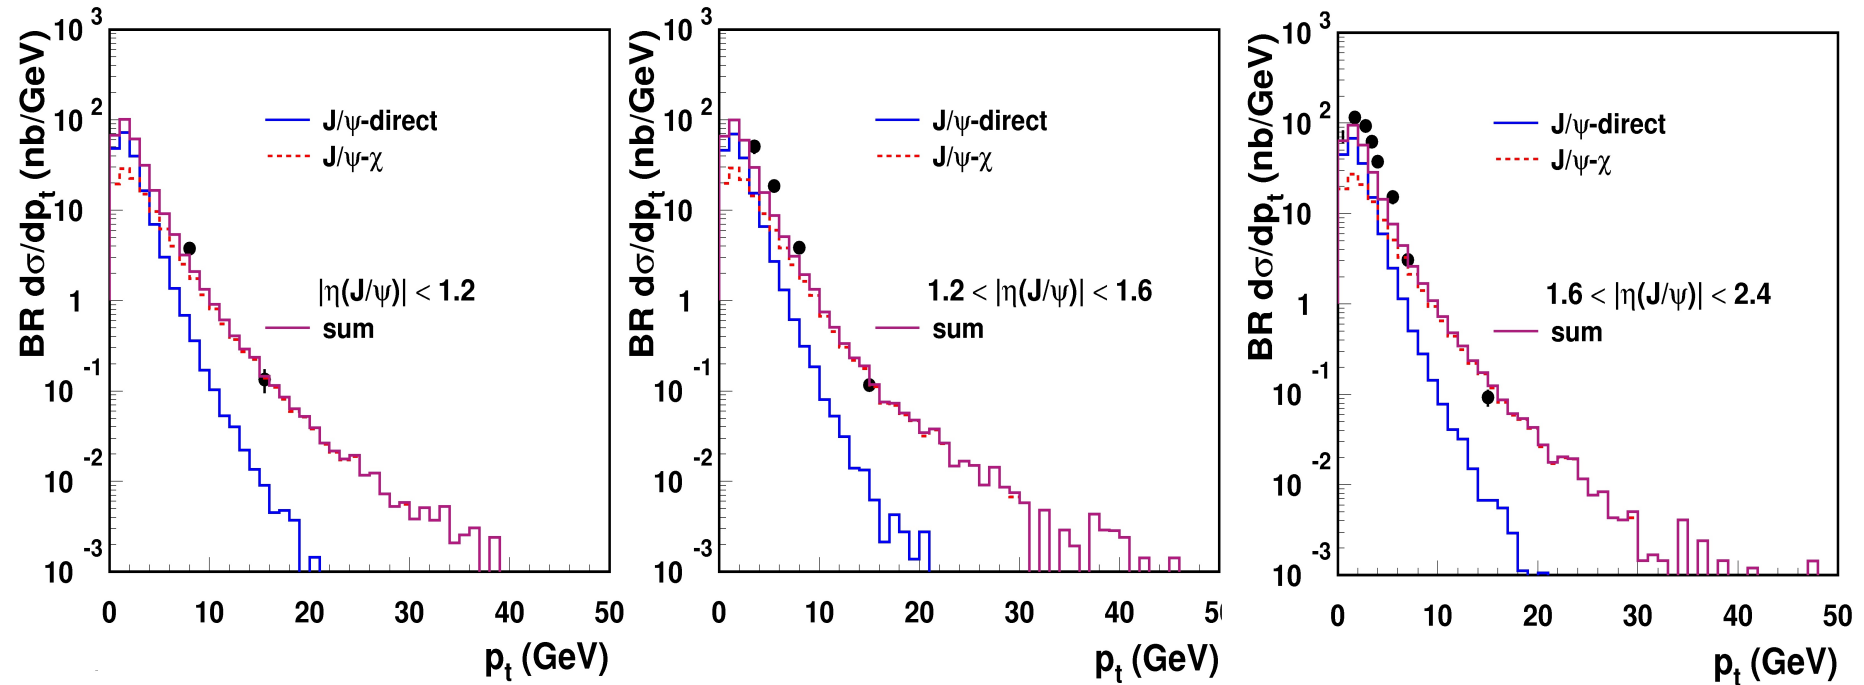 BR dσ/dpt (nb/GeV)
10 3
10 2
10
1
10 -1
10 -2
10 -3
J/ψ-direct
J/ψ-χ
|η(J/ψ)| < 1.2
sum
0 10 20 30 40 50
pt (GeV)
BR dσ/dpt (nb/GeV)
10 3
10 2
10
1
10 -1
10 -2
10 -3
J/ψ-direct
J/ψ-χ
1.2 < |η(J/ψ)| < 1.6
sum
0 10 20 30 40 50
pt (GeV)
BR dσ/dpt (nb/GeV)
10 3
10 2
10
1
10 -1
10 -2
10 -3
J/ψ-direct
J/ψ-χ
1.6 < |η(J/ψ)| < 2.4
sum
0 10 20 30 40 50
pt (GeV)